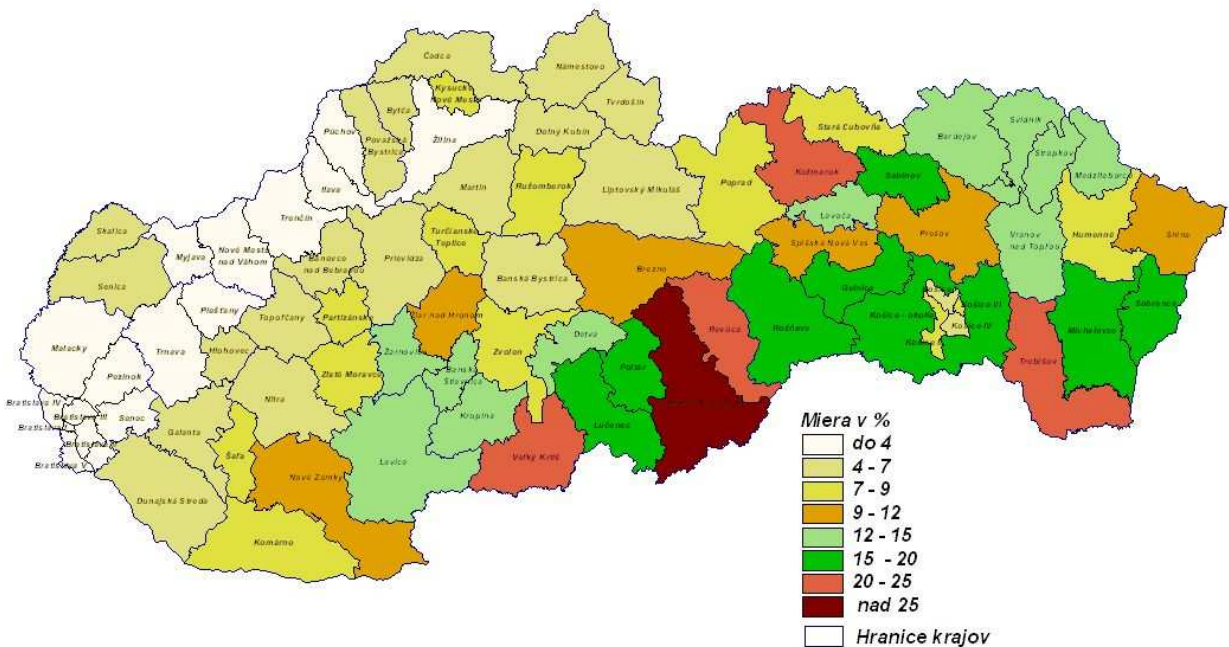 Čadca
Námestovo
Tvrdošín
Kysucké
Nové Mesto
Bytča
Púchov
Považská
Bystrica
Žilina
Dolný Kubín
Stará Ľubovňa
Bardejov
Svidník
Stropkov
Medzilaborce
Ilava
Martin
Ružomberok
Liptovský Mikuláš
Poprad
Kežmarok
Sabinov
Trenčín
Levoča
Prešov
Vranov
nad Topľou
Humenné
Snina
Skalica
Myjava
Nové Mesto
nad Váhom
Bánovce
nad Bebravou
Prievidza
Turčianske
Teplice
Banská Bystrica
Brezno
Spišská Nová Ves
Senica
Piešťany
Topoľčany
Partizánske
Žiar nad Hronom
Gelnica
Košice - okolie
Košice III
Košice IV
Michalovce
Sobrance
Malacky
Trnava
Hlohovec
Žarnovica
Zvolen
Detva
Poltár
Revúca
Rožňava
Trebišov
Pezinok
Zlaté Moravce
Banská
Štiavnica
Krupina
Nitra
Bratislava IV
Bratislava III
Senec
Bratislava V
Galanta
Šaľa
Levice
Lučenec
Veľký Krtíš
Dunajská Streda
Nové Zámky
Komárno
Miera v %
do 4
4 - 7
7 - 9
9 - 12
12 - 15
15 - 20
20 - 25
nad 25
Hranice krajov